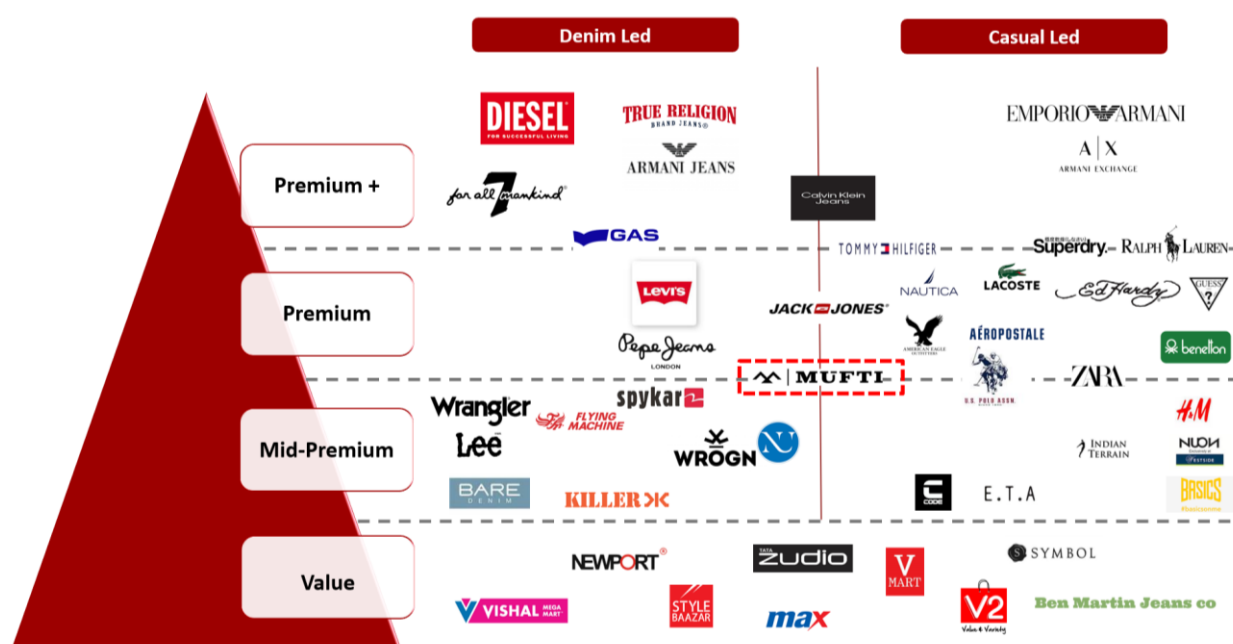 Denim Led
Casual Led
Premium +
DIESEL
FOR SUCCESSFUL LIVING
TRUE RELIGION
BRAND JEANS®
ARMANI JEANS
for all 7 mankind®
GAS
Calvin Klein
Jeans
EMPORIO ARMANI
A|X
ARMANI EXCHANGE
TOMMY HILFIGER
Superdry.
RALPH LAUREN
Premium
LEVI'S
Pepe Jeans
LONDON
JACK & JONES®
NAUTICA
LACOSTE
Ed Hardy
GUESS
?
AMERICAN EAGLE
OUTFITTERS
AÉROPOSTALE
benetton
MUFTI
U.S. POLO ASSN.
ZARA
Mid-Premium
Wrangler
FLYING
MACHINE
spykar
Lee
WROGN
NU
BARE
DENIM
KILLER
H&M
INDIAN
TERRAIN
NUON
WESTSIDE
C
CODE
E.T.A
BASICS
Value
NEWPORT®
TATA
ZUDIO
V
MART
S SYMBOL
VISHAL MEGA
MART
STYLE
BAAZAR
max
V2
Value & Variety
Ben Martin Jeans co